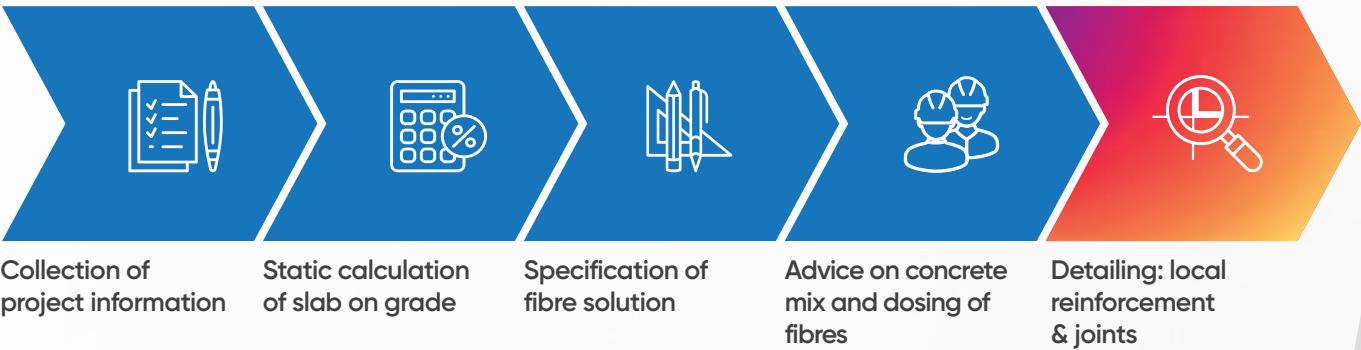 Collection of
project information
Static calculation
of slab on grade
Specification of
fibre solution
Advice on concrete
mix and dosing of
fibres
Detailing: local
reinforcement
& joints